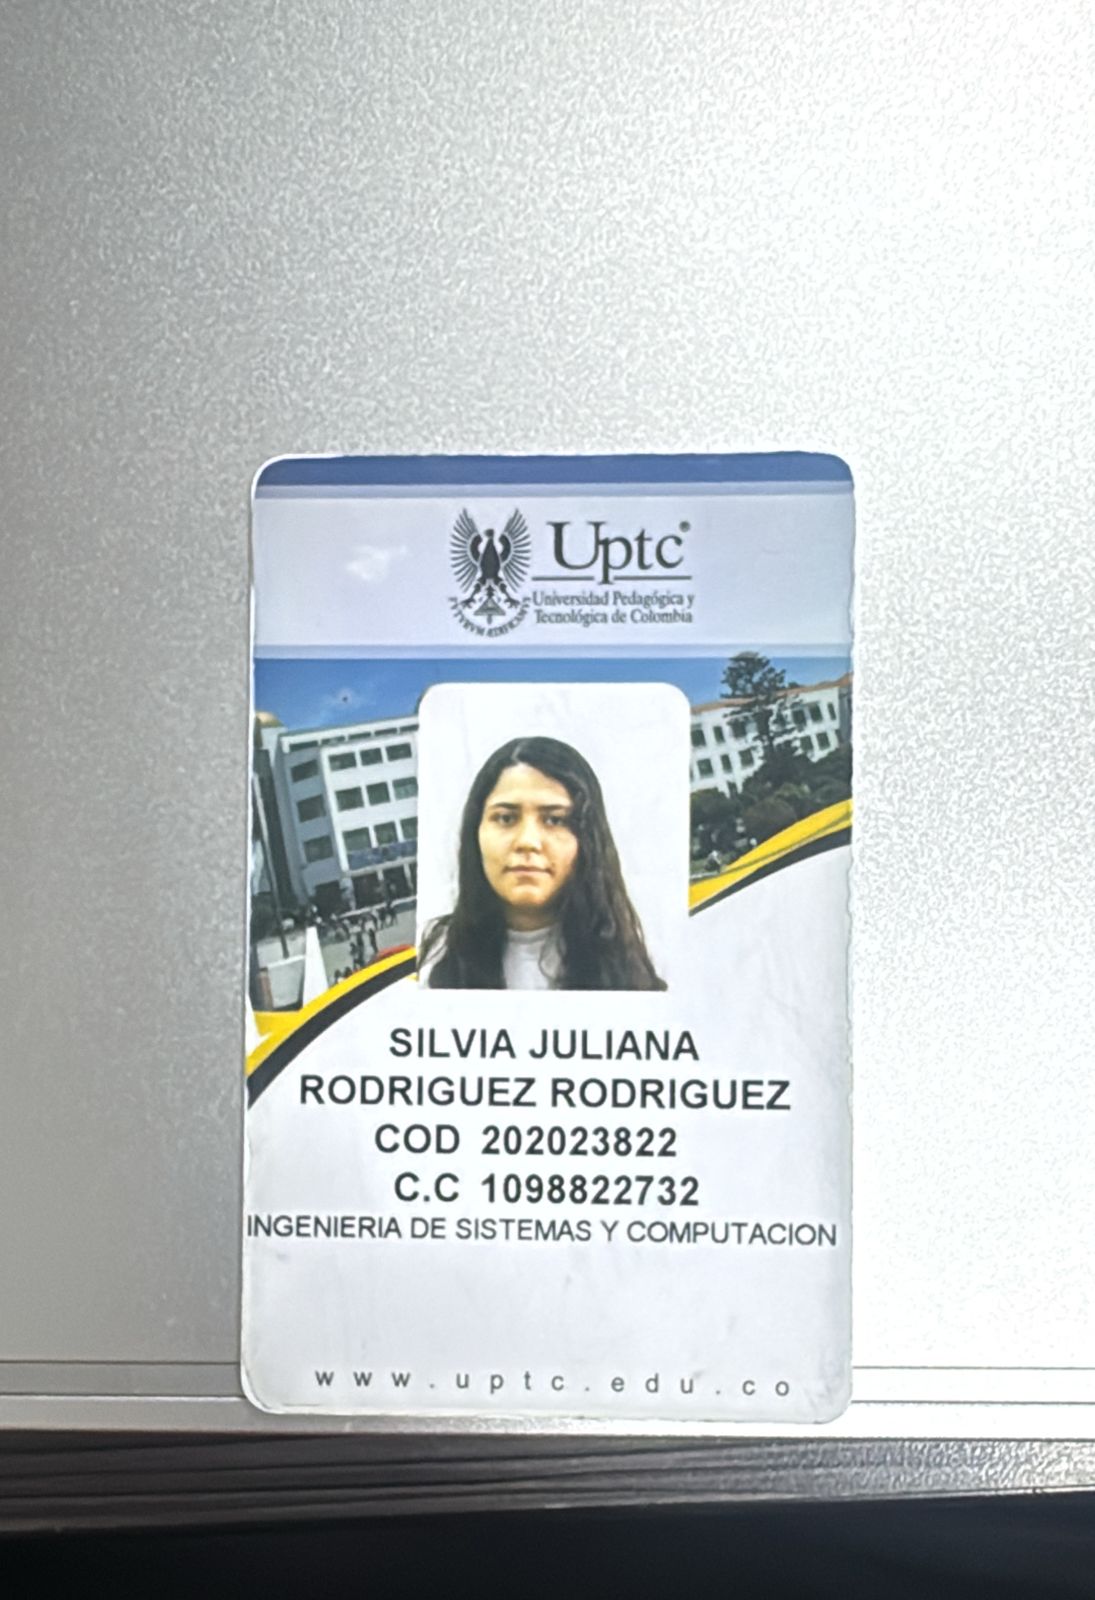 Uptc®
Universidad Pedagógica y
Tecnológica de Colombia
SILVIA JULIANA
RODRIGUEZ RODRIGUEZ
COD 202023822
C.C 1098822732
INGENIERIA DE SISTEMAS Y COMPUTACION
www.uptc.edu.co